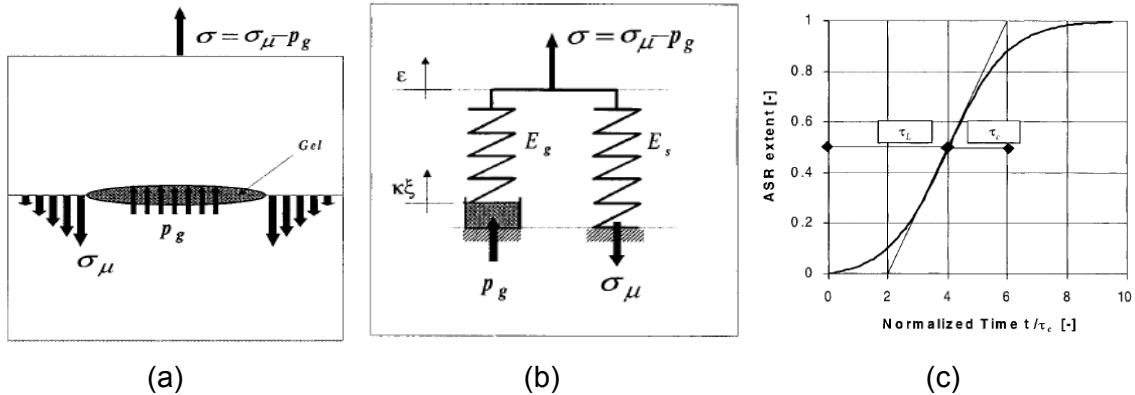 σ = σμ–pg
Gel
pg
σμ
(a)
σ = σμ–pg
ε
Eg
Es
κξ
pg
σμ
(b)
(c)
ASR extent [-]
1
0.8
0.6
0.4
0.2
0
τL
τc
0 2 4 6 8 10
Normalized Time t/τc [-]